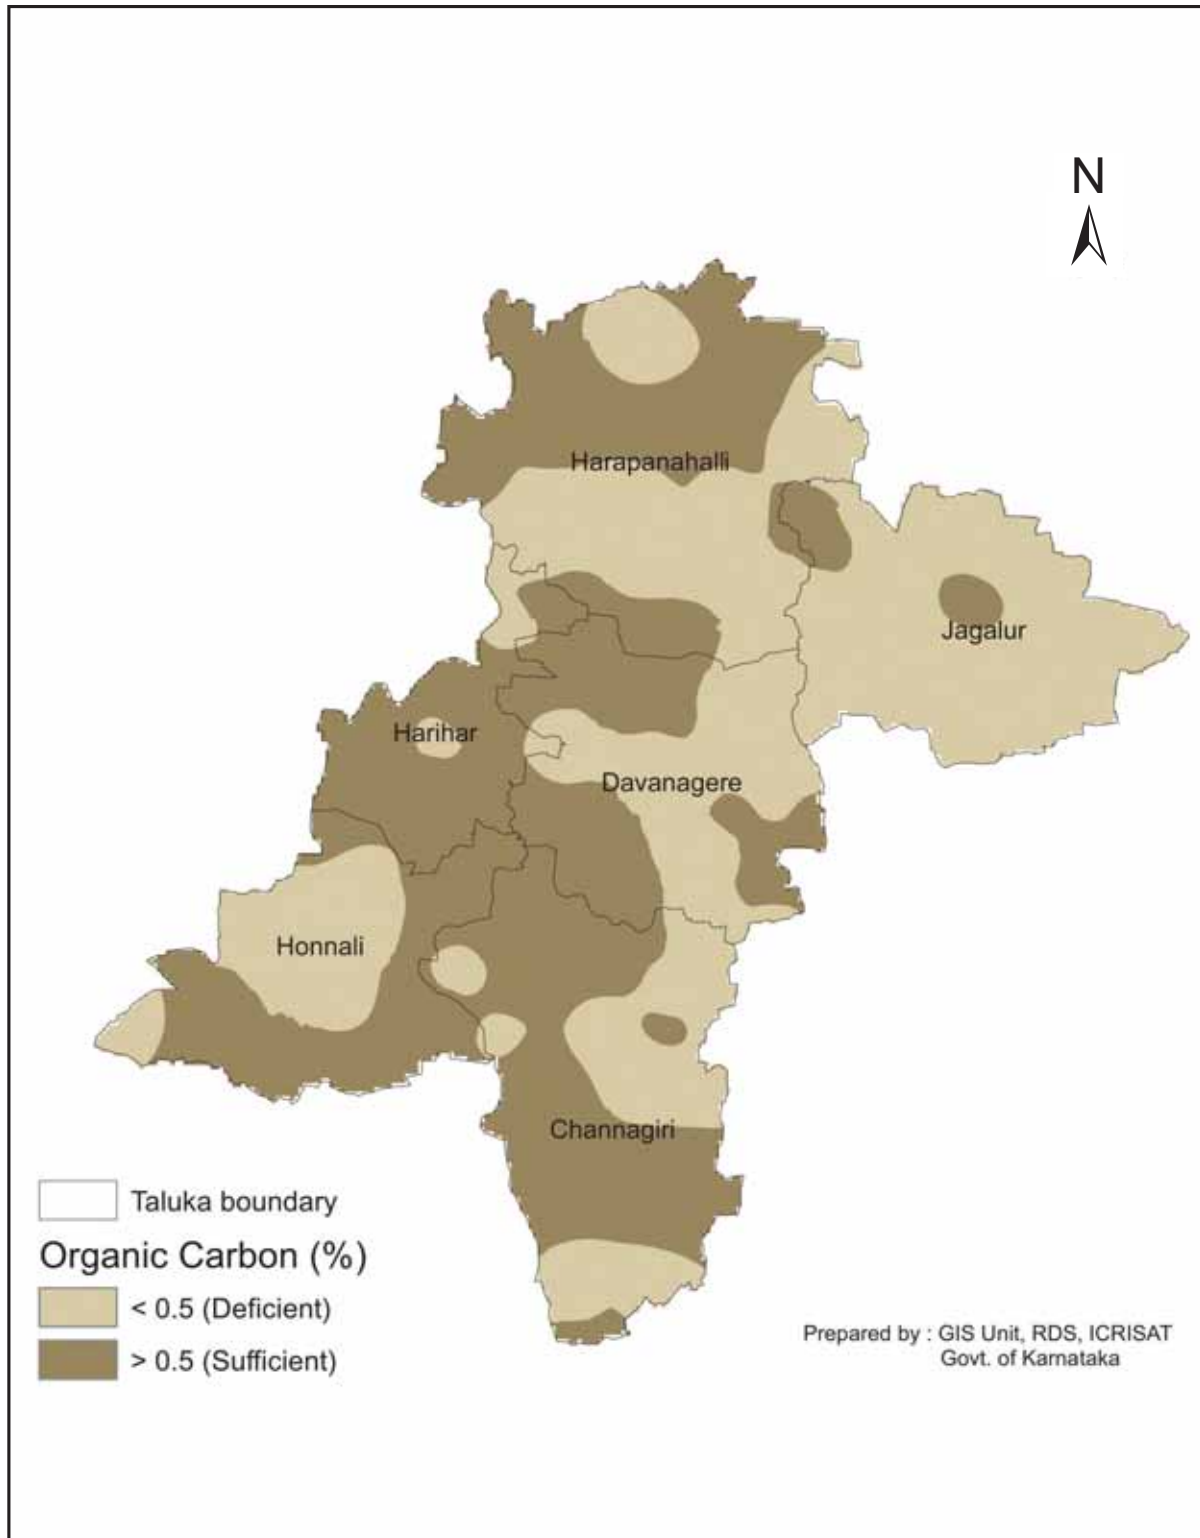 N
Harapanahalli
Jagalur
Harihar
Davanagere
Honnali
Channagiri
Taluka boundary
Organic Carbon (%)
< 0.5 (Deficient)
> 0.5 (Sufficient)
Prepared by : GIS Unit, RDS, ICRISAT
Govt. of Karnataka